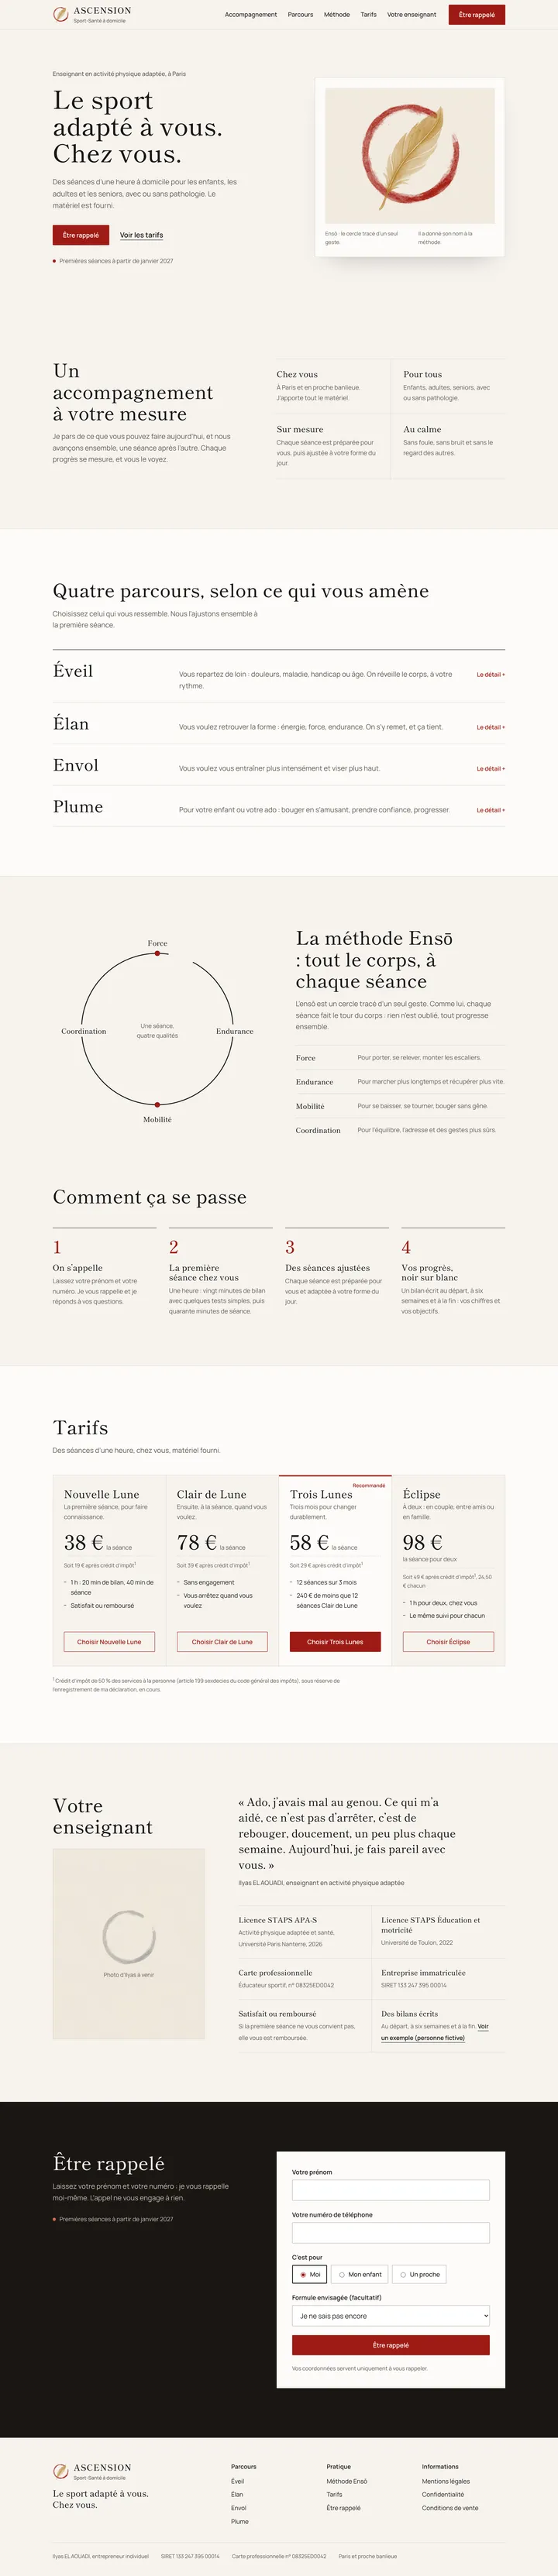 ASCENSION
Sport-Santé à domicile
Accompagnement
Parcours
Méthode
Tarifs
Votre enseignant
Être rappelé
Enseignant en activité physique adaptée, à Paris
Le sport
adapté à vous.
Chez vous.
Des séances d'une heure à domicile pour les enfants, les
adultes et les seniors, avec ou sans pathologie. Le
matériel est fourni.
Être rappelé
Voir les tarifs
Premières séances à partir de janvier 2027
Ensō : le cercle tracé d'un seul
geste.
Il a donné son nom à la
méthode.
Un
accompagnement
à votre mesure
Je pars de ce que vous pouvez faire aujourd'hui, et nous
avançons ensemble, une séance après l'autre. Chaque
progrès se mesure, et vous le voyez.
Chez vous
À Paris et en proche banlieue.
J'apporte tout le matériel.
Pour tous
Enfants, adultes, seniors, avec
ou sans pathologie.
Sur mesure
Chaque séance est préparée pour
vous, puis ajustée à votre forme du
jour.
Au calme
Sans foule, sans bruit et sans le
regard des autres.
Quatre parcours, selon ce qui vous amène
Choisissez celui qui vous ressemble. Nous l'ajustons ensemble à
la première séance.
Éveil
Vous repartez de loin : douleurs, maladie, handicap ou âge. On réveille le corps, à votre
rythme.
Le détail +
Élan
Vous voulez retrouver la forme : énergie, force, endurance. On s'y remet, et ça tient.
Le détail +
Envol
Vous voulez vous entraîner plus intensément et viser plus haut.
Le détail +
Plume
Pour votre enfant ou votre ado : bouger en s'amusant, prendre confiance, progresser.
Le détail +
Force
Coordination
Une séance,
quatre qualités
Endurance
Mobilité
La méthode Ensō
: tout le corps, à
chaque séance
L'ensō est un cercle tracé d'un seul geste. Comme lui, chaque
séance fait le tour du corps : rien n'est oublié, tout progresse
ensemble.
Force
Pour porter, se relever, monter les escaliers.
Endurance
Pour marcher plus longtemps et récupérer plus vite.
Mobilité
Pour se baisser, se tourner, bouger sans gêne.
Coordination
Pour l'équilibre, l'adresse et des gestes plus sûrs.
Comment ça se passe
1
On s'appelle
Laissez votre prénom et votre
numéro. Je vous rappelle et je
réponds à vos questions.
2
La première
séance chez vous
Une heure : vingt minutes de bilan
avec quelques tests simples, puis
quarante minutes de séance.
3
Des séances ajustées
Chaque séance est préparée pour
vous et adaptée à votre forme du
jour.
4
Vos progrès,
noir sur blanc
Un bilan écrit au départ, à six
semaines et à la fin : vos chiffres et
vos objectifs.
Tarifs
Des séances d'une heure, chez vous, matériel fourni.
Nouvelle Lune
La première séance, pour faire
connaissance.
38 € la séance
Soit 19 € après crédit d'impôt¹
- 1 h : 20 min de bilan, 40 min de
séance
- Satisfait ou remboursé
Choisir Nouvelle Lune
Clair de Lune
Ensuite, à la séance, quand vous
voulez.
78 € la séance
Soit 39 € après crédit d'impôt¹
- Sans engagement
- Vous arrêtez quand vous
voulez
Choisir Clair de Lune
Recommandé
Trois Lunes
Trois mois pour changer
durablement.
58 € la séance
Soit 29 € après crédit d'impôt¹
- 12 séances sur 3 mois
- 240 € de moins que 12
séances Clair de Lune
Choisir Trois Lunes
Éclipse
À deux : en couple, entre amis ou
en famille.
98 €
la séance pour deux
Soit 49 € après crédit d'impôt¹, 24,50
€ chacun
- 1 h pour deux, chez vous
- Le même suivi pour chacun
Choisir Éclipse
¹ Crédit d'impôt de 50 % des services à la personne (article 199 sexdecies du code général des impôts), sous réserve de
l'enregistrement de ma déclaration, en cours.
Votre
enseignant
Photo d'Ilyas à venir
« Ado, j'avais mal au genou. Ce qui m'a
aidé, ce n'est pas d'arrêter, c'est de
rebouger, doucement, un peu plus chaque
semaine. Aujourd'hui, je fais pareil avec
vous. »
Ilyas EL AOUADI, enseignant en activité physique adaptée
Licence STAPS APA-S
Activité physique adaptée et santé,
Université Paris Nanterre, 2026
Licence STAPS Éducation et
motricité
Université de Toulon, 2022
Carte professionnelle
Éducateur sportif, n° 08325ED0042
Entreprise immatriculée
SIRET 133 247 395 00014
Satisfait ou remboursé
Si la première séance ne vous convient pas,
elle vous est remboursée.
Des bilans écrits
Au départ, à six semaines et à la fin. Voir
un exemple (personne fictive)
Être rappelé
Laissez votre prénom et votre numéro : je vous rappelle
moi-même. L'appel ne vous engage à rien.
Premières séances à partir de janvier 2027
Votre prénom
Votre numéro de téléphone
C'est pour
Moi
Mon enfant
Un proche
Formule envisagée (facultatif)
Je ne sais pas encore
Être rappelé
Vos coordonnées servent uniquement à vous rappeler.
ASCENSION
Sport-Santé à domicile
Le sport adapté à vous.
Chez vous.
Parcours
Éveil
Élan
Envol
Plume
Pratique
Méthode Ensō
Tarifs
Être rappelé
Informations
Mentions légales
Confidentialité
Conditions de vente
Ilyas EL AOUADI, entrepreneur individuel
SIRET 133 247 395 00014
Carte professionnelle n° 08325ED0042
Paris et proche banlieue